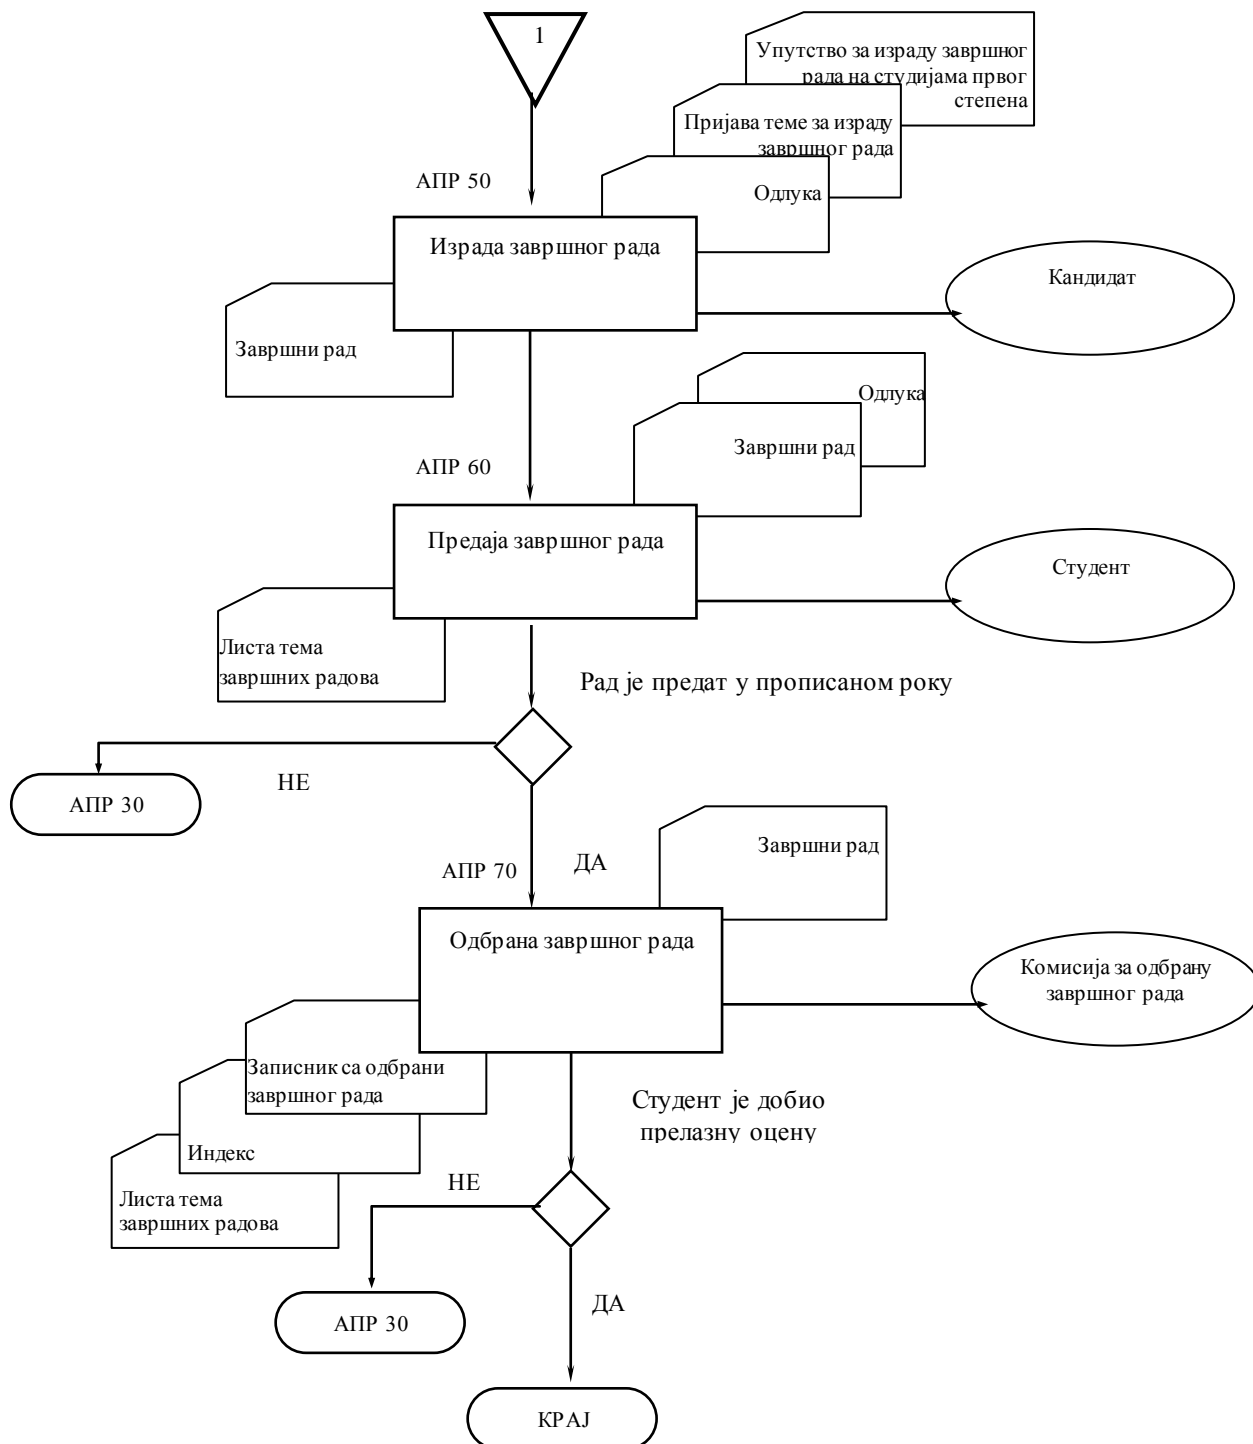 1
Упутство за израду завршног
рада на студијама првог
степена
Пријава теме за израду
завршног рада
Одлука
АПР 50
Израда завршног рада
Кандидат
Завршни рад
Одлука
Завршни рад
АПР 60
Предаја завршног рада
Студент
Листа тема
завршних радова
Рад је предат у прописаном року
НЕ
АПР 30
Завршни рад
АПР 70
ДА
Одбрана завршног рада
Комисија за одбрану
завршног рада
Записник са одбрани
завршног рада
Индекс
Листа тема
завршних радова
Студент је добио
прелазну оцену
НЕ
АПР 30
ДА
КРАЈ